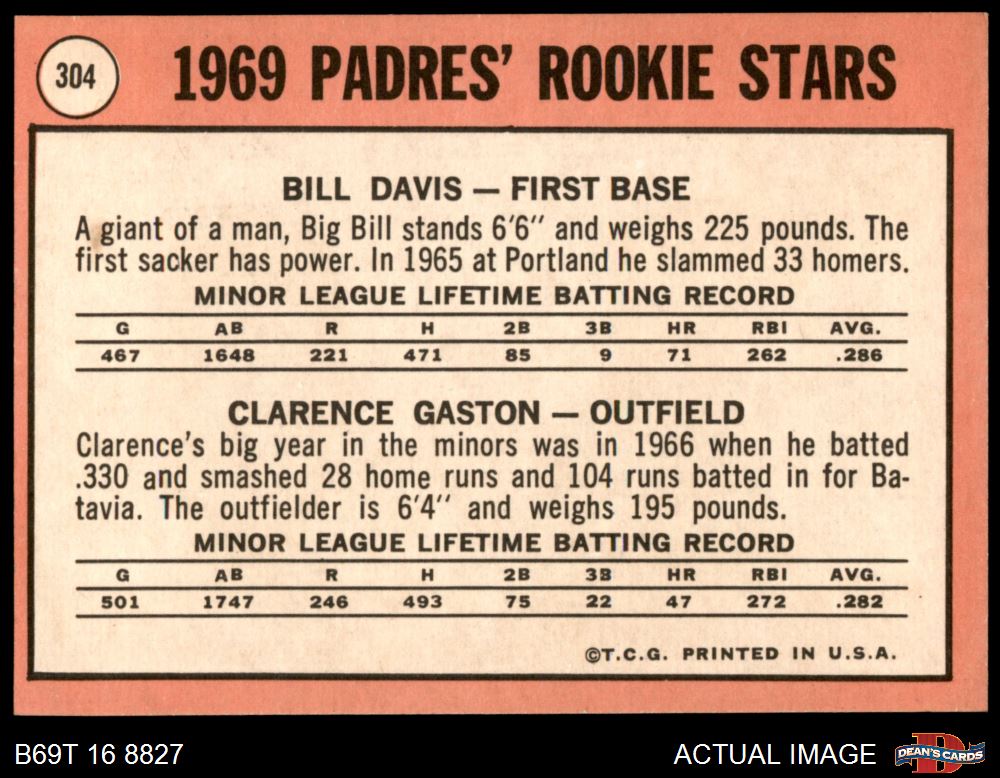 304
1969 PADRES' ROOKIE STARS
BILL DAVIS — FIRST BASE
A giant of a man, Big Bill stands 6'6" and weighs 225 pounds. The
first sacker has power. In 1965 at Portland he slammed 33 homers.
MINOR LEAGUE LIFETIME BATTING RECORD
G AB R H 2B 3B HR RBI AVG.
467 1648 221 471 85 9 71 262 .286
CLARENCE GASTON — OUTFIELD
Clarence's big year in the minors was in 1966 when he batted
.330 and smashed 28 home runs and 104 runs batted in for Ba-
tavia. The outfielder is 6'4" and weighs 195 pounds.
MINOR LEAGUE LIFETIME BATTING RECORD
G AB R H 2B 3B HR RBI AVG.
501 1747 246 493 75 22 47 272 .282
©T.C.G. PRINTED IN U.S.A.
B69T 16 8827
ACTUAL IMAGE
D
DEAN'S CARDS